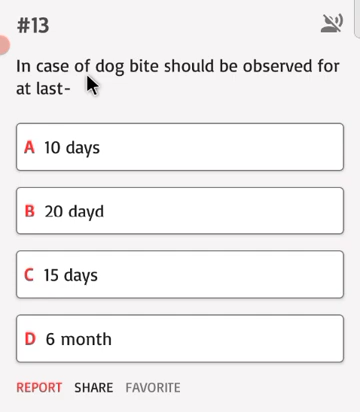 #13
In case of dog bite should be observed for
at last-
A 10 days
B 20 dayd
C 15 days
D 6 month
REPORT SHARE FAVORITE